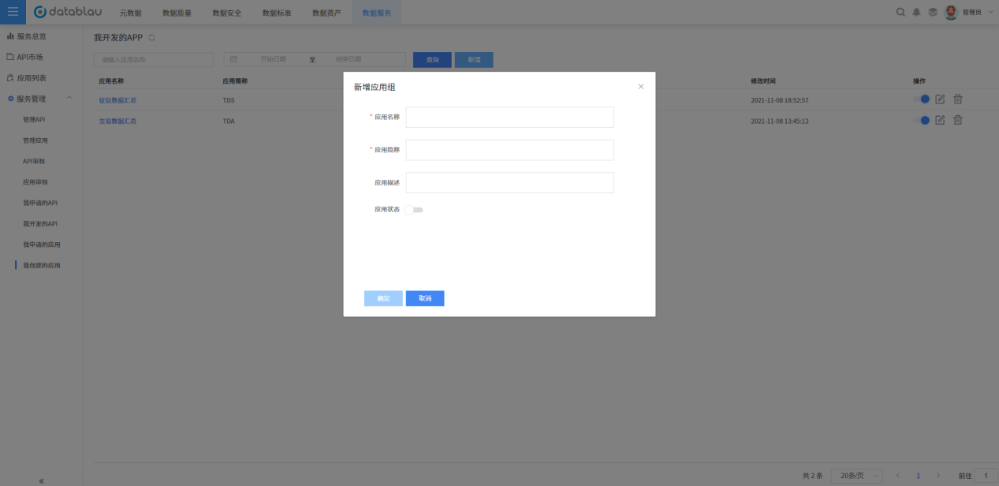 datablau 元数据 数据质量 数据安全 数据标准 数据资产 数据服务 管理员
服务总览
API市场
应用列表
服务管理
管理API
管理应用
API审核
应用审核
我申请的API
我开发的API
我申请的应用
我创建的应用
我开发的APP
请输入应用名称 开始日期 至 结束日期 查询 新增
应用名称 应用简称 修改时间 操作
征信数据汇总 TDS 2021-11-08 18:52:57
交易数据汇总 TDA 2021-11-08 13:45:12
新增应用组
* 应用名称
* 应用简称
应用描述
应用状态
确定 取消
共 2 条 20条/页 1 前往 1